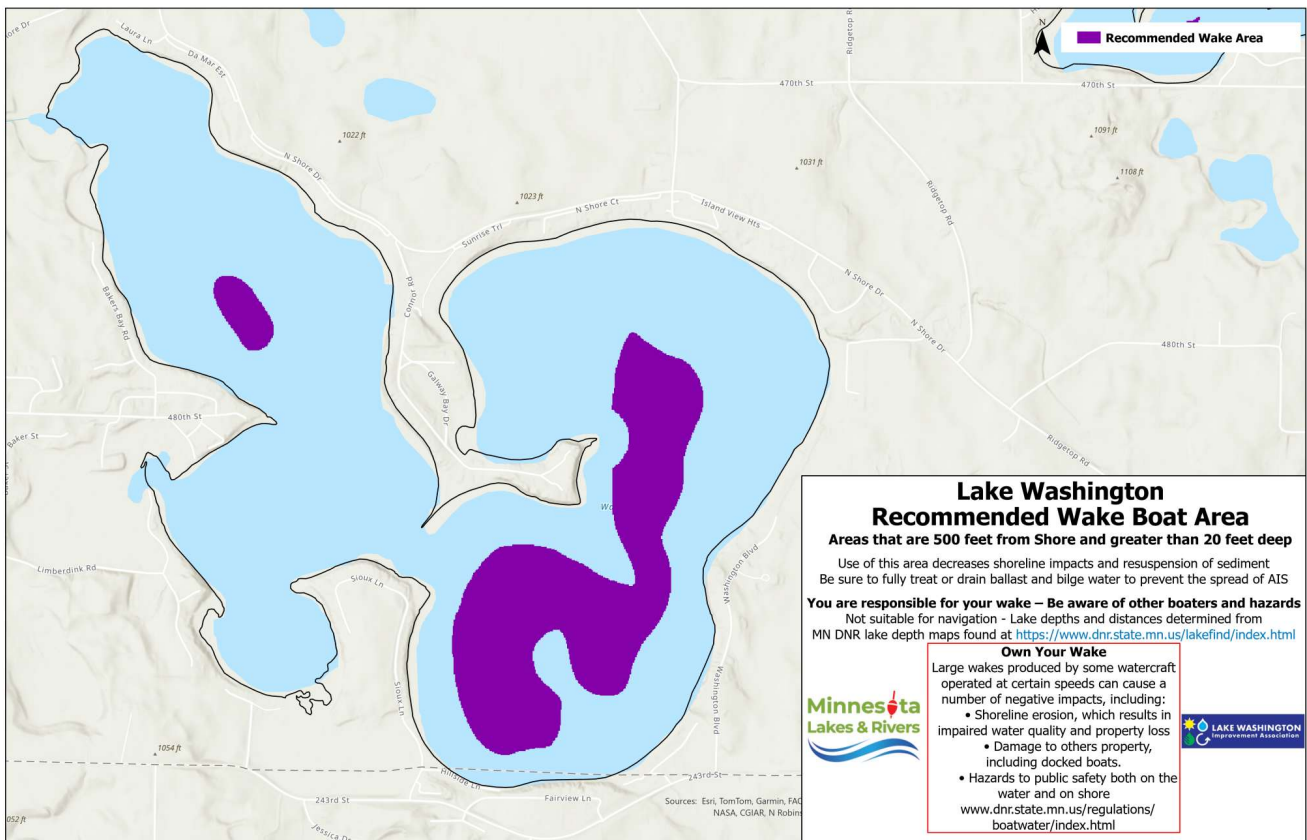 ore Dr
Laura Ln
Da Mar Est
1022 ft
N Shore Dr
N
Recommended Wake Area
Ridgetop R
470th St
470th St
1091 ft
1031 ft
1108 ft
1023 ft
N Shore Ct
Island View Hts
Sunrise Trl
Ridgetop Rd
N Shore Dr
Connor Rd
Bakers Bay Rd
N Shore Dr
480th St
Galway Bay Dr
480th St
Baker St
Ridgetop Rd
Limberdink Rd
Sioux Ln
Washington Blvd
Sioux Ln
Washington Blvd
1054 ft
Hillside Ln
243rd St
243rd St
Fairview Ln
Jessica D
052 ft
Sources: Esri, TomTom, Garmin, FAO
NASA, CGIAR, N Robins
Lake Washington
Recommended Wake Boat Area
Areas that are 500 feet from Shore and greater than 20 feet deep
Use of this area decreases shoreline impacts and resuspension of sediment
Be sure to fully treat or drain ballast and bilge water to prevent the spread of AIS
You are responsible for your wake – Be aware of other boaters and hazards
Not suitable for navigation - Lake depths and distances determined from
MN DNR lake depth maps found at https://www.dnr.state.mn.us/lakefind/index.html
Own Your Wake
Large wakes produced by some watercraft
operated at certain speeds can cause a
number of negative impacts, including:
• Shoreline erosion, which results in
impaired water quality and property loss
• Damage to others property,
including docked boats.
• Hazards to public safety both on the
water and on shore
www.dnr.state.mn.us/regulations/
boatwater/index.html
Minnesota
Lakes & Rivers
LAKE WASHINGTON
Improvement Association